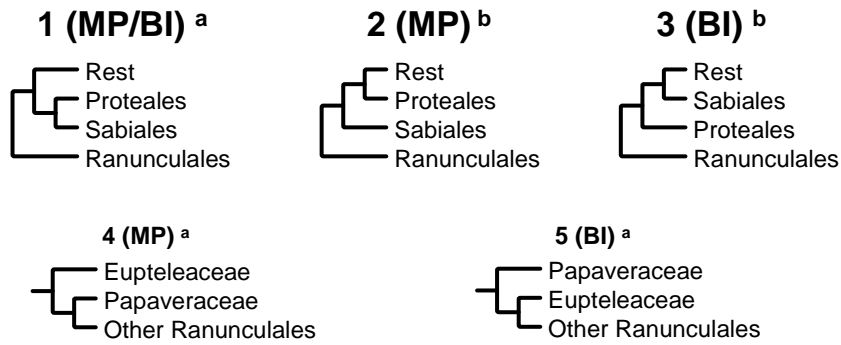 1 (MP/BI) a
2 (MP) b
3 (BI) b
Rest
Proteales
Sabiales
Ranunculales
Rest
Proteales
Sabiales
Ranunculales
Rest
Sabiales
Proteales
Ranunculales
4 (MP) a
5 (BI) a
Eupteleaceae
Papaveraceae
Other Ranunculales
Papaveraceae
Eupteleaceae
Other Ranunculales